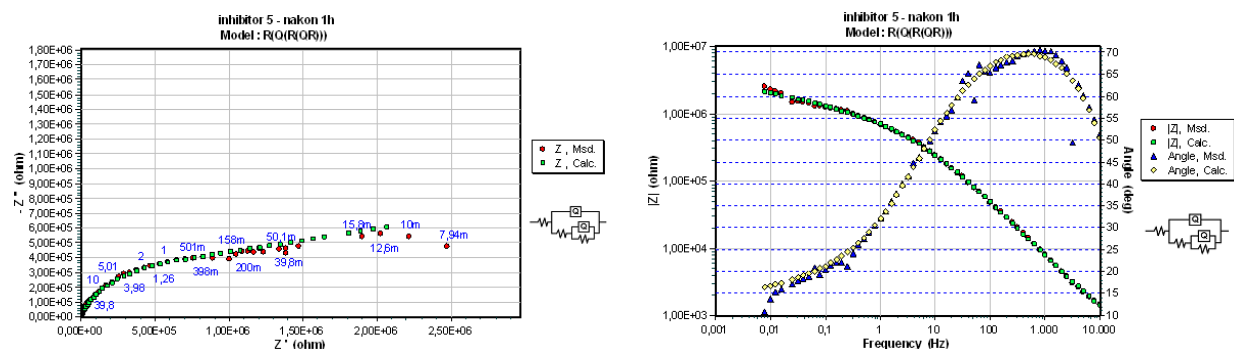 inhibitor 5 - nakon 1h
Model : R(Q(R(QR)))
1,80E+06
1,70E+06
1,60E+06
1,50E+06
1,40E+06
1,30E+06
1,20E+06
1,10E+06
1,00E+06
9,00E+05
8,00E+05
7,00E+05
6,00E+05
5,00E+05
4,00E+05
3,00E+05
2,00E+05
1,00E+05
0,00E+00
- Z '' (ohm)
10
5,01
2
1
501m
158m
50,1m
15,8m
10m
7,94m
39,8
3,98
1,26
398m
200m
39,8m
12,6m
0,00E+00
5,00E+05
1,00E+06
1,50E+06
2,00E+06
2,50E+06
Z ' (ohm)
Z , Msd.
Z , Calc.
Q
Q
inhibitor 5 - nakon 1h
Model : R(Q(R(QR)))
1,00E+07
1,00E+06
1,00E+05
1,00E+04
1,00E+03
|Z| (ohm)
70
65
60
55
50
45
40
35
30
25
20
15
10
Angle (deg)
0,001
0,01
0,1
1
10
100
1.000
10.000
Frequency (Hz)
|Z|, Msd.
|Z|, Calc.
Angle, Msd.
Angle, Calc.
Q
Q